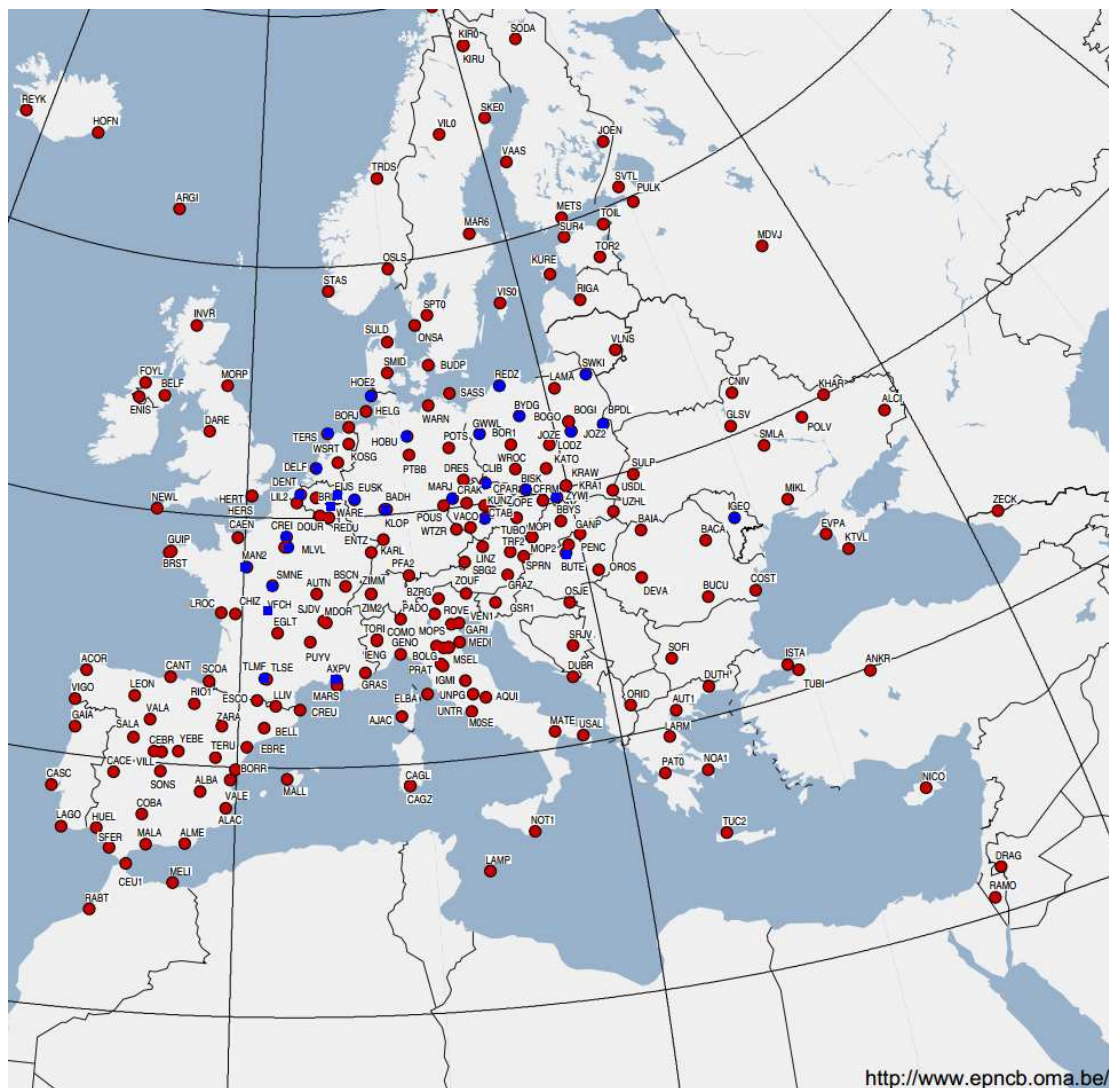 KIR0
SODA
KIRU
REYK
HOFN
SKE0
VIL0
JOEN
VAAS
TRDS
SVTL
PULK
ARGI
METS
TOIL
SUR4
MAR6
MDVJ
TOR2
OSLS
KURE
STAS
RIGA
VIS0
SPT0
INVR
ONSA
SULD
VLNS
SMID
BUDP
REDZ
SWKI
FOYL
BELF
MORP
HOE2
SASS
LAMA
CNIV
KHAR
ENIS
HELG
WARN
BYDG
BOGI
BPDL
ALCI
DARE
BORJ
GWWL
BOGO
GLSV
POLV
TERS
HOBU
POTS
BOR1
JOZE
JOZ2
LODZ
SMLA
WSRT
KOSG
PTBB
WROC
KATO
DELF
DRES
CLIB
BISK
KRAW
SULP
DENT
EIJS
EUSK
BADH
MARJ
CRAK
CPAR
CFRM
KRA1
USDL
NEWL
HERT
LIL2
KUNZ
ZYWI
UZHL
MIKL
ZECK
HERS
WARE
CTAB
BBYS
IGEO
CAEN
CREI
DOUR
REDU
KLOP
POUS
VACO
TUBO
MOPI
GANP
BAIA
EVPA
GUIP
ENTZ
WTZR
BACA
KTVL
BRST
MAN2
MLVL
KARL
LINZ
TRF2
MOP2
PENC
PFA2
SBG2
SPRN
BUTE
SMNE
AUTN
BSCN
ZIMM
ZOUF
GRAZ
OROS
DEVA
COST
BZRG
OSJE
BUCU
LROC
CHIZ
VFCH
SJDV
MDOR
ZIM2
PADO
ROVE
VEN1
GSR1
EGLT
TORI
COMO
MOPS
GARI
GENO
MEDI
SRJV
SOFI
PUYV
IENG
BOLG
MSEL
ACOR
CANT
SCOA
TLMF
TLSE
AXPV
PRAT
IGMI
DUBR
ISTA
ANKR
VIGO
LEON
RIO1
ESCO
LLIV
MARS
GRAS
ELBA
UNPG
AQUI
ORID
AUT1
DUTH
TUBI
GAIA
VALA
ZARA
CREU
AJAC
UNTR
M0SE
MATE
USAL
LARM
SALA
CEBR
YEBE
TERU
BELL
EBRE
CACE
VILL
BORR
PAT0
NOA1
CASC
SONS
ALBA
MALL
CAGL
NICO
VALE
CAGZ
COBA
ALAC
LAGO
HUEL
NOT1
TUC2
SFER
MALA
ALME
CEU1
MELI
LAMP
DRAG
RABT
RAMO
http://www.epncb.oma.be/